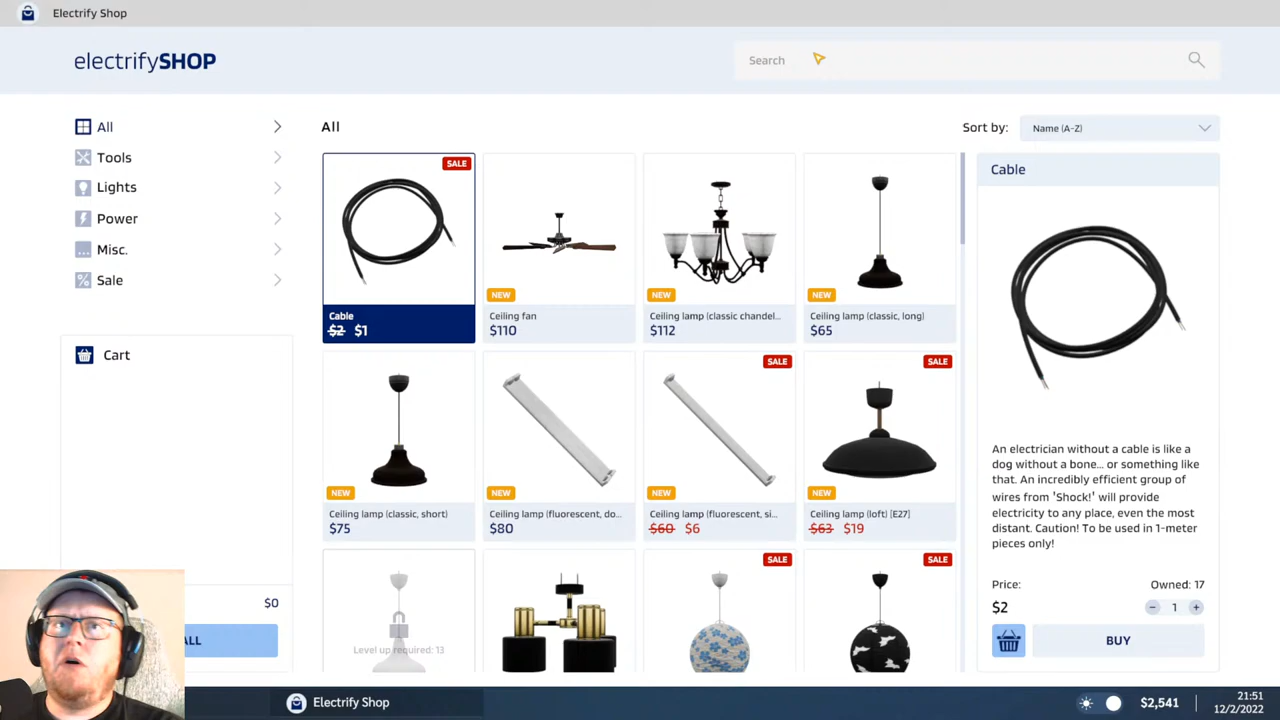 Electrify Shop
electrifySHOP
Search
All
Tools
Lights
Power
Misc.
Sale
Cart
$0
ALL
All
Sort by:
Name (A-Z)
SALE
Cable
$2 $1
NEW
Ceiling fan
$110
NEW
Ceiling lamp (classic chandel...
$112
NEW
Ceiling lamp (classic, long)
$65
NEW
Ceiling lamp (classic, short)
$75
NEW
Ceiling lamp (fluorescent, do...
$80
SALE
NEW
Ceiling lamp (fluorescent, si...
$60 $6
SALE
NEW
Ceiling lamp (loft) [E27]
$63 $19
Level up required: 13
SALE
SALE
Cable
An electrician without a cable is like a
dog without a bone... or something like
that. An incredibly efficient group of
wires from 'Shock!' will provide
electricity to any place, even the most
distant. Caution! To be used in 1-meter
pieces only!
Price:
Owned: 17
$2
1
BUY
Electrify Shop
$2,541
21:51
12/2/2022